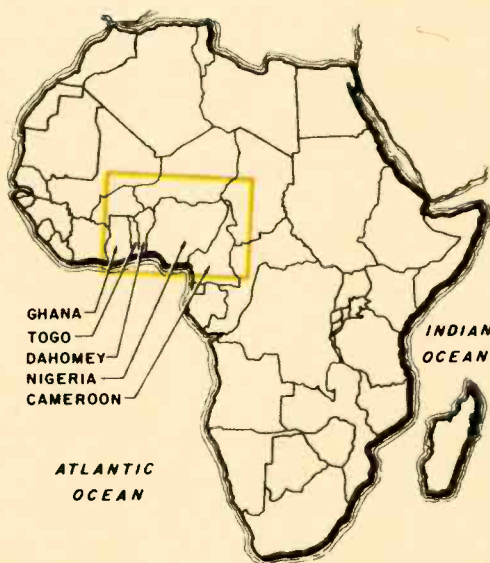 GHANA
TOGO
DAHOMEY
NIGERIA
CAMEROON
INDIAN
OCEAN
ATLANTIC
OCEAN